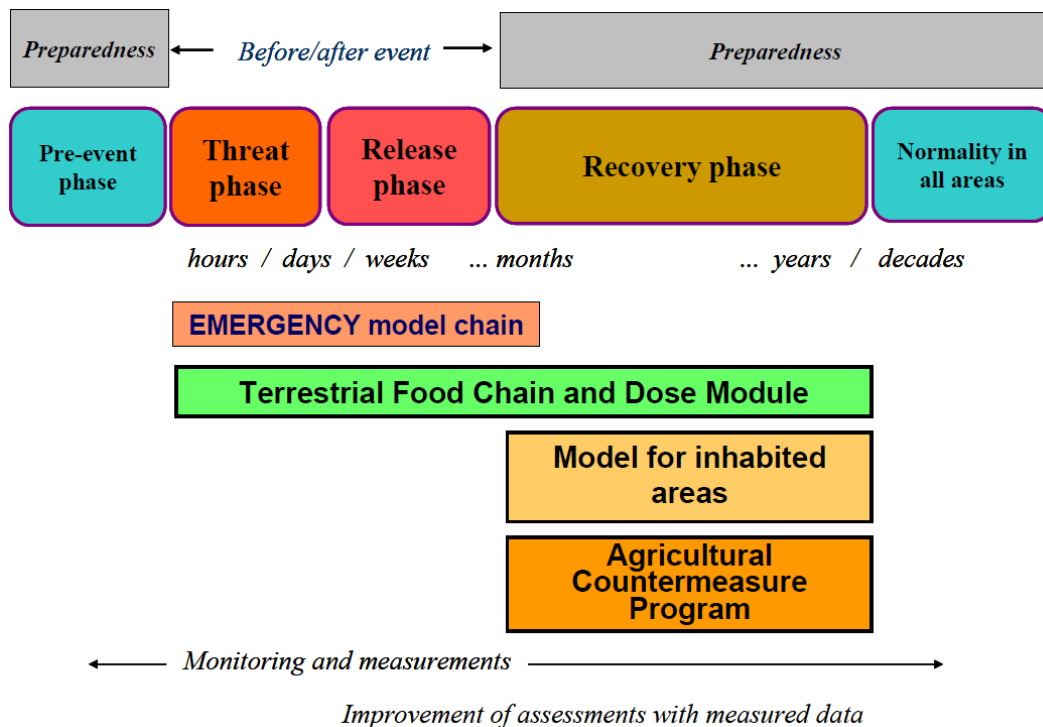 Preparedness
Before/after event
Preparedness
Pre-event
phase
Threat
phase
Release
phase
Recovery phase
Normality in
all areas
hours / days / weeks ... months ... years / decades
EMERGENCY model chain
Terrestrial Food Chain and Dose Module
Model for inhabited
areas
Agricultural
Countermeasure
Program
Monitoring and measurements
Improvement of assessments with measured data